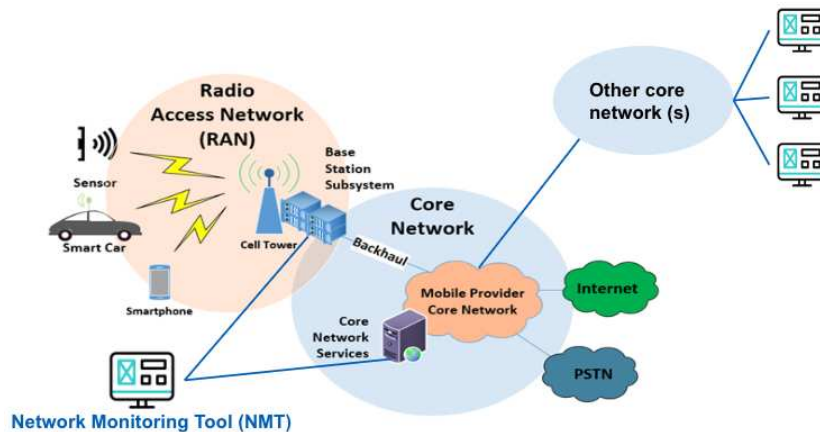 Radio
Access Network
(RAN)
Sensor
Smart Car
Smartphone
Cell Tower
Base
Station
Subsystem
Backhaul
Core
Network
Mobile Provider
Core Network
Core
Network
Services
Other core
network (s)
Internet
PSTN
Network Monitoring Tool (NMT)